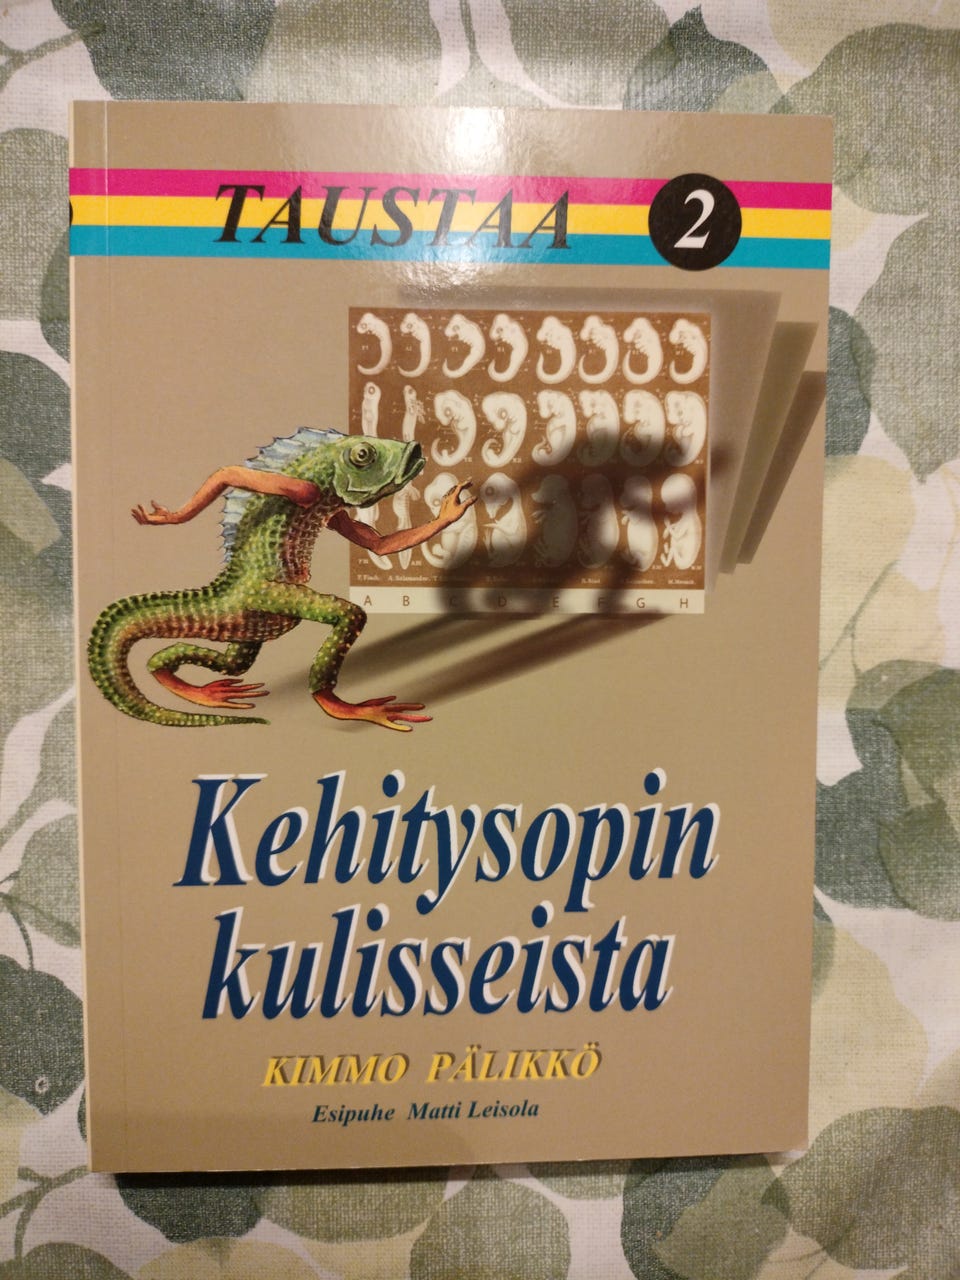 TAUSTAA 2
A B C D E F G H
Kehitysopin
kulisseista
KIMMO PÄLIKKÖ
Esipuhe Matti Leisola